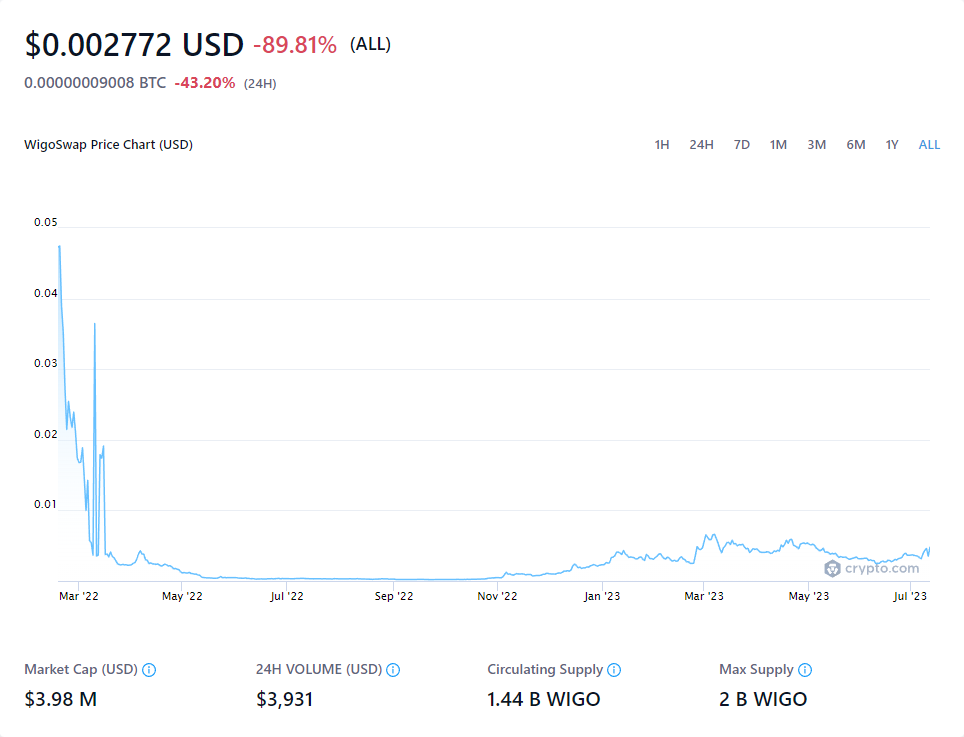 $0.002772 USD -89.81% (ALL)
0.00000009008 BTC -43.20% (24H)
WigoSwap Price Chart (USD) 1H 24H 7D 1M 3M 6M 1Y ALL
0.05
0.04
0.03
0.02
0.01
crypto.com
Mar '22 May '22 Jul '22 Sep '22 Nov '22 Jan '23 Mar '23 May '23 Jul '23
Market Cap (USD) 24H VOLUME (USD) Circulating Supply Max Supply
$3.98 M $3,931 1.44 B WIGO 2 B WIGO